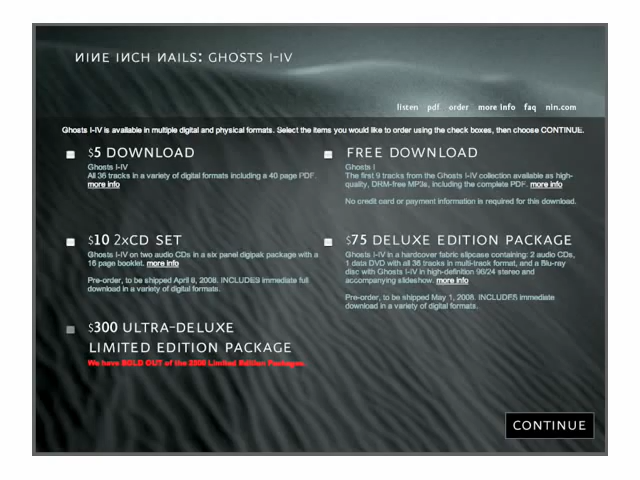 NINE INCH NAILS: GHOSTS I-IV
listen pdf order more info faq nin.com
Ghosts I-IV is available in multiple digital and physical formats. Select the items you would like to order using the check boxes, then choose CONTINUE.
$5 DOWNLOAD
Ghosts I-IV
All 36 tracks in a variety of digital formats including a 40 page PDF.
more info
FREE DOWNLOAD
Ghosts I
The first 9 tracks from the Ghosts I-IV collection available as high-
quality, DRM-free MP3s, including the complete PDF. more info
No credit card or payment information is required for this download.
$10 2xCD SET
Ghosts I-IV on two audio CDs in a six panel digipak package with a
16 page booklet. more info
Pre-order, to be shipped April 8, 2008. INCLUDES immediate full
download in a variety of digital formats.
$75 DELUXE EDITION PACKAGE
Ghosts I-IV in a hardcover fabric slipcase containing: 2 audio CDs,
1 data DVD with all 36 tracks in multi-track format, and a Blu-ray
disc with Ghosts I-IV in high-definition 96/24 stereo and
accompanying slideshow. more info
Pre-order, to be shipped May 1, 2008. INCLUDES immediate
download in a variety of digital formats.
$300 ULTRA-DELUXE
LIMITED EDITION PACKAGE
We have SOLD OUT of the 2500 Limited Edition Packages.
CONTINUE